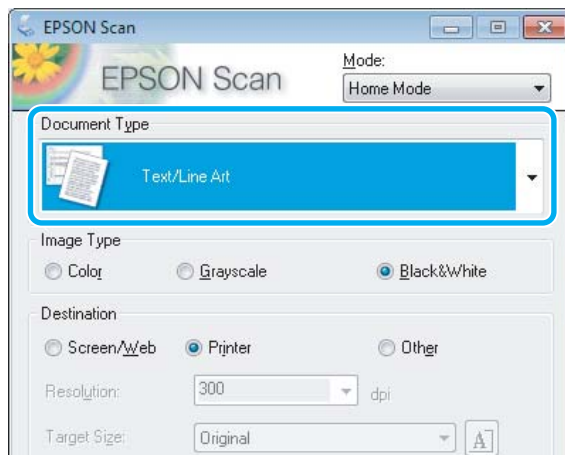 EPSON Scan
EPSON Scan
Mode:
Home Mode
Document Type
Text/Line Art
Image Type
Color Grayscale Black&White
Destination
Screen/Web Printer Other
Resolution: 300 dpi
Target Size: Original A